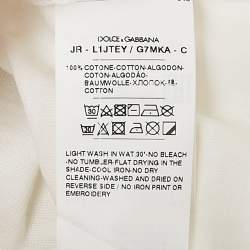 DOLCE & GABBANA
JR - L1JTEY / G7MKA - C
100% COTONE-COTTON-ALGODON-
COTON-ALGODÃO-
BAUMWOLLE-ХЛОПОК-棉-
COTTON
LIGHT WASH IN WAT 30°-NO BLEACH
-NO TUMBLER-FLAT DRYING IN THE
SHADE-COOL IRON-NO DRY
CLEANING-WASHED AND DRIED ON
REVERSE SIDE / NO IRON PRINT OR
EMBROIDERY